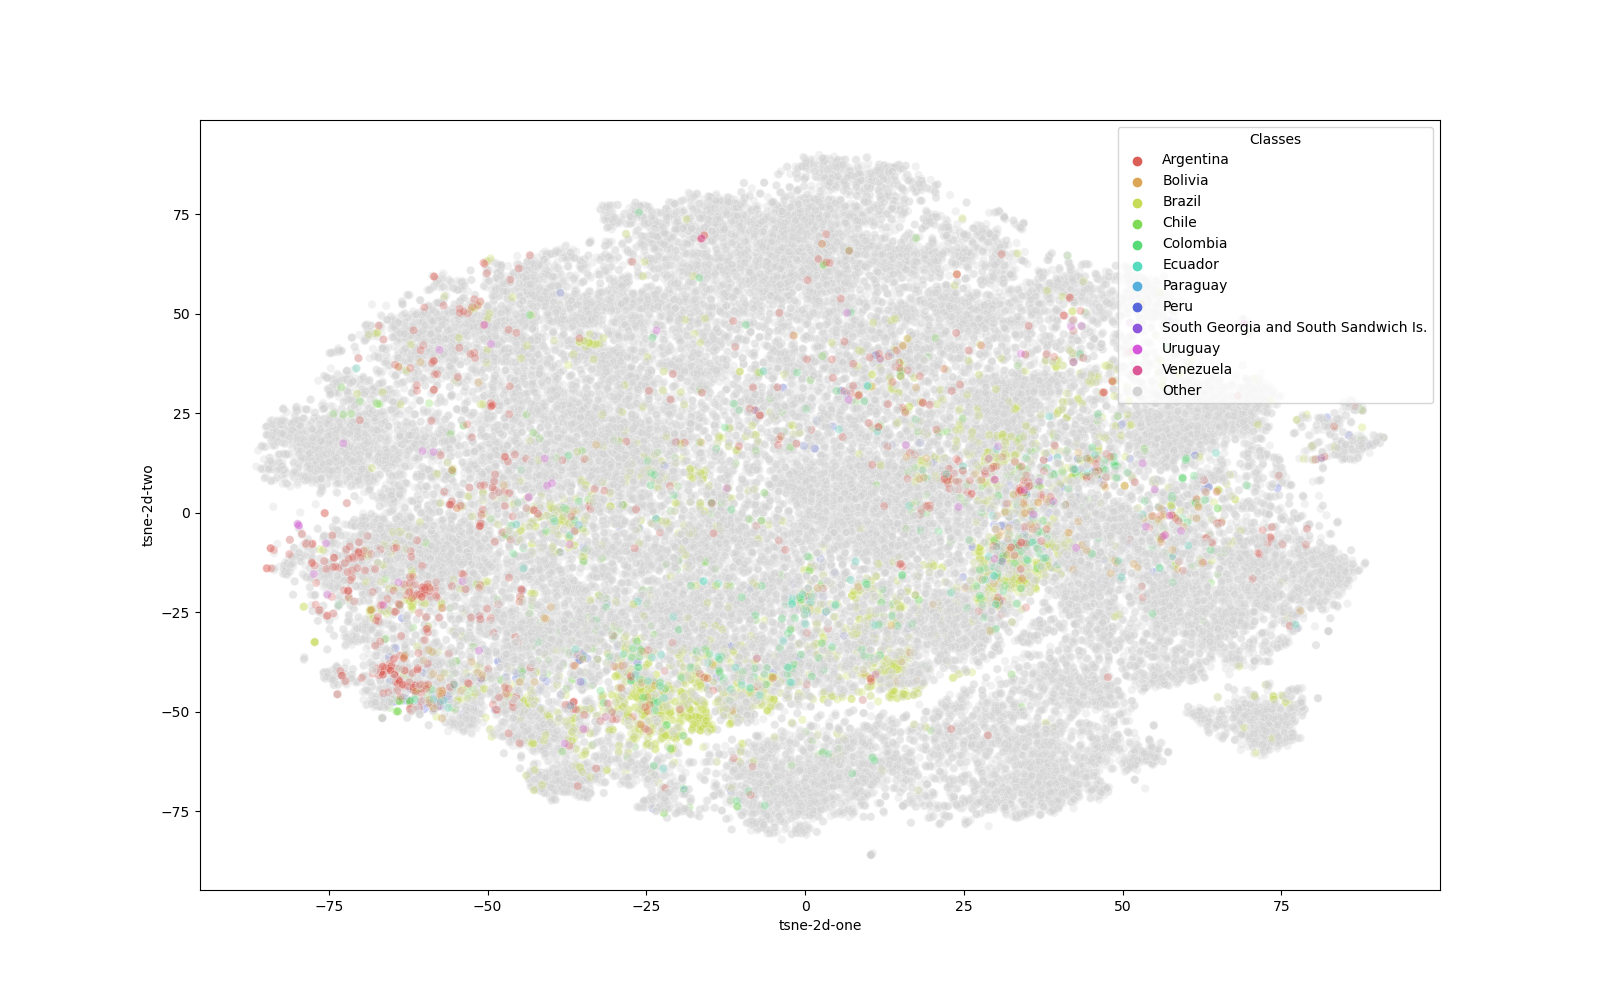 Classes
Argentina
Bolivia
Brazil
Chile
Colombia
Ecuador
Paraguay
Peru
South Georgia and South Sandwich Is.
Uruguay
Venezuela
Other
75
50
25
0
−25
−50
−75
tsne-2d-two
−75 −50 −25 0 25 50 75
tsne-2d-one